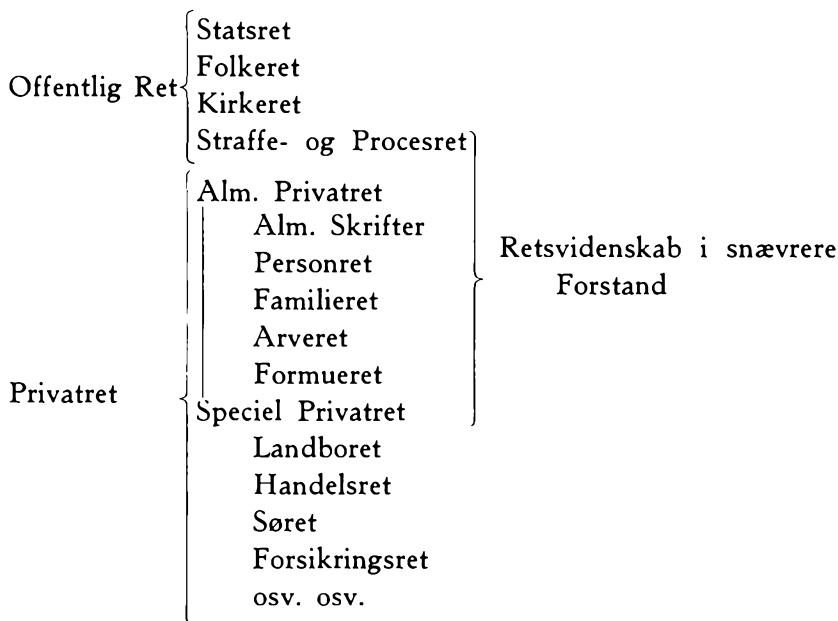 Offentlig Ret
Statsret
Folkeret
Kirkeret
Straffe- og Procesret
Privatret
Alm. Privatret
Alm. Skrifter
Personret
Familieret
Arveret
Formueret
Speciel Privatret
Landboret
Handelsret
Søret
Forsikringsret
osv. osv.
Retsvidenskab i snævrere
Forstand